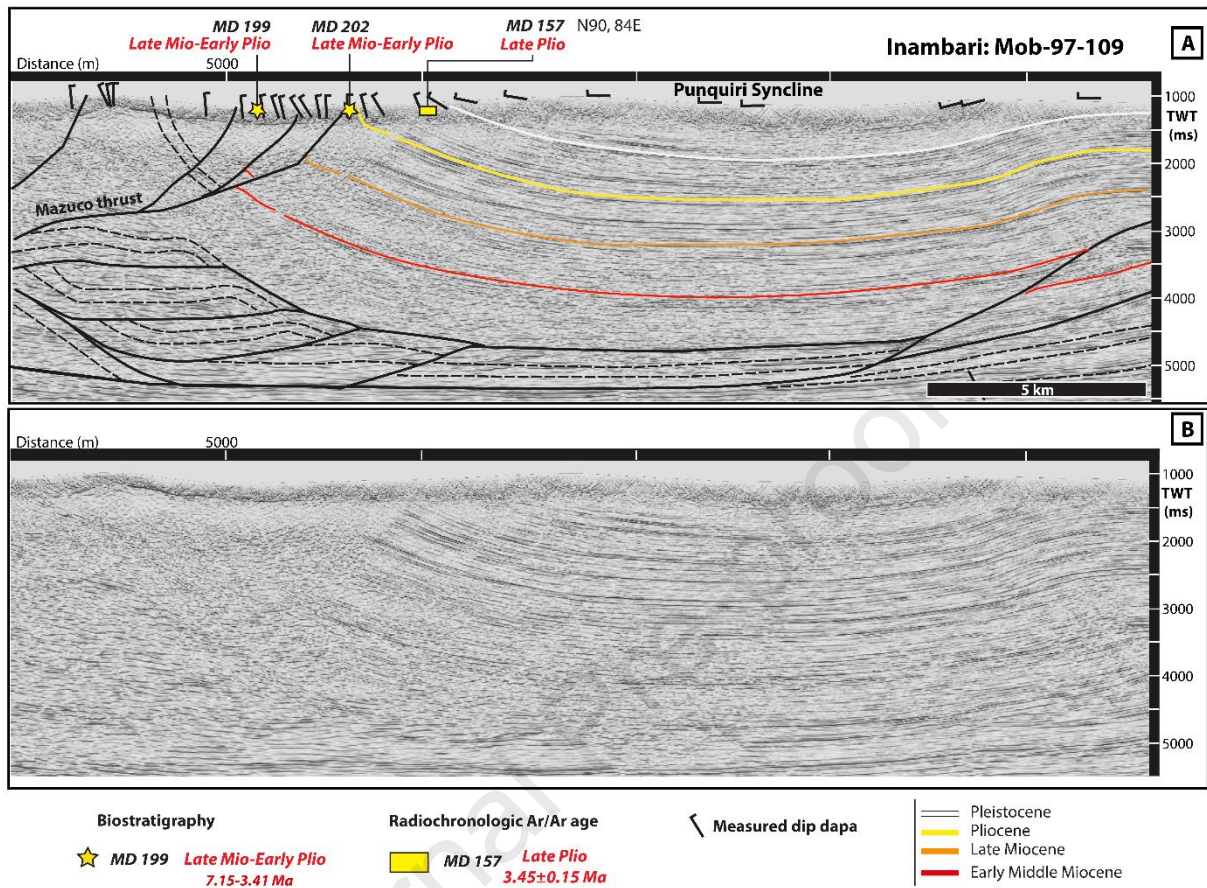 MD 199 MD 202 MD 157 N90, 84E
Late Mio-Early Plio Late Mio-Early Plio Late Plio
Inambari: Mob-97-109
A
Distance (m) 5000
Punquiri Syncline
1000
TWT
(ms)
2000
Mazuco thrust
3000
4000
5000
5 km
B
Distance (m) 5000
1000
TWT
(ms)
2000
3000
4000
5000
Biostratigraphy
MD 199 Late Mio-Early Plio
7.15-3.41 Ma
Radiochronologic Ar/Ar age
MD 157 Late Plio
3.45±0.15 Ma
Measured dip dapa
Pleistocene
Pliocene
Late Miocene
Early Middle Miocene